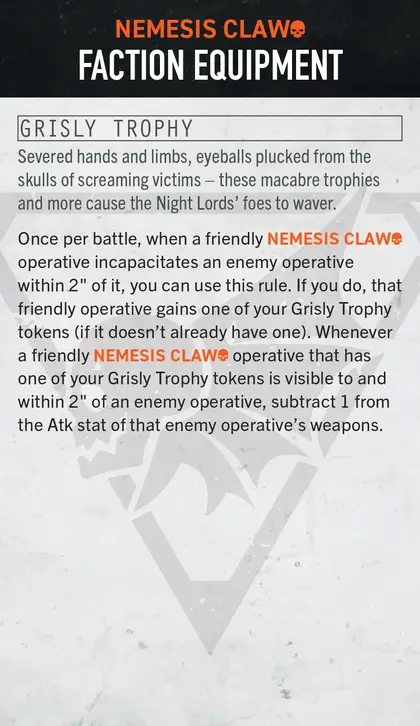 NEMESIS CLAW
FACTION EQUIPMENT
GRISLY TROPHY
Severed hands and limbs, eyeballs plucked from the
skulls of screaming victims – these macabre trophies
and more cause the Night Lords’ foes to waver.
Once per battle, when a friendly NEMESIS CLAW
operative incapacitates an enemy operative
within 2" of it, you can use this rule. If you do, that
friendly operative gains one of your Grisly Trophy
tokens (if it doesn’t already have one). Whenever
a friendly NEMESIS CLAW operative that has
one of your Grisly Trophy tokens is visible to and
within 2" of an enemy operative, subtract 1 from
the Atk stat of that enemy operative’s weapons.